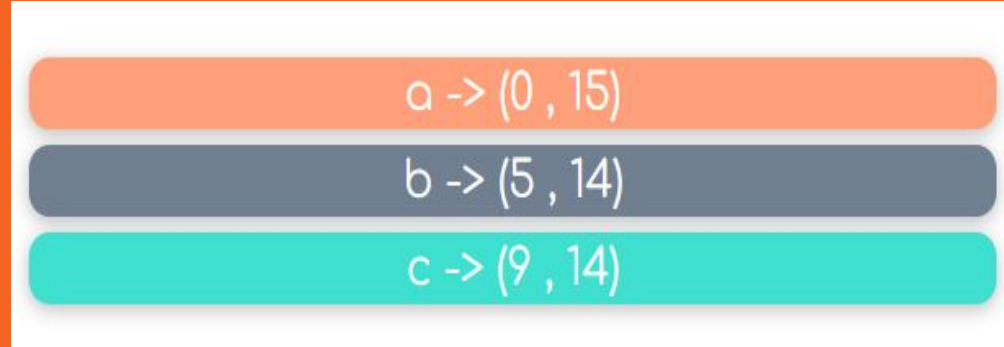 a -> (0 , 15)
b -> (5 , 14)
c -> (9 , 14)